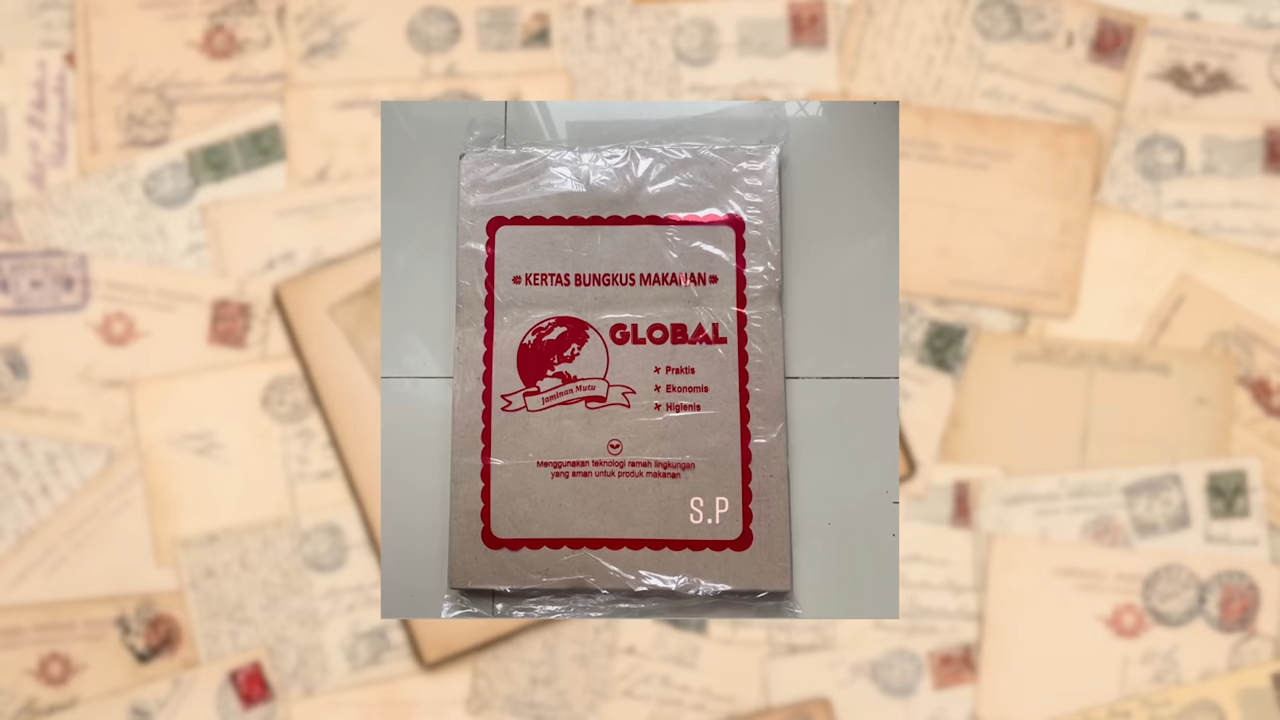 KERTAS BUNGKUS MAKANAN
GLOBAL
Jaminan Mutu
Praktis
Ekonomis
Higienis
Menggunakan teknologi ramah lingkungan
yang aman untuk produk makanan
S.P